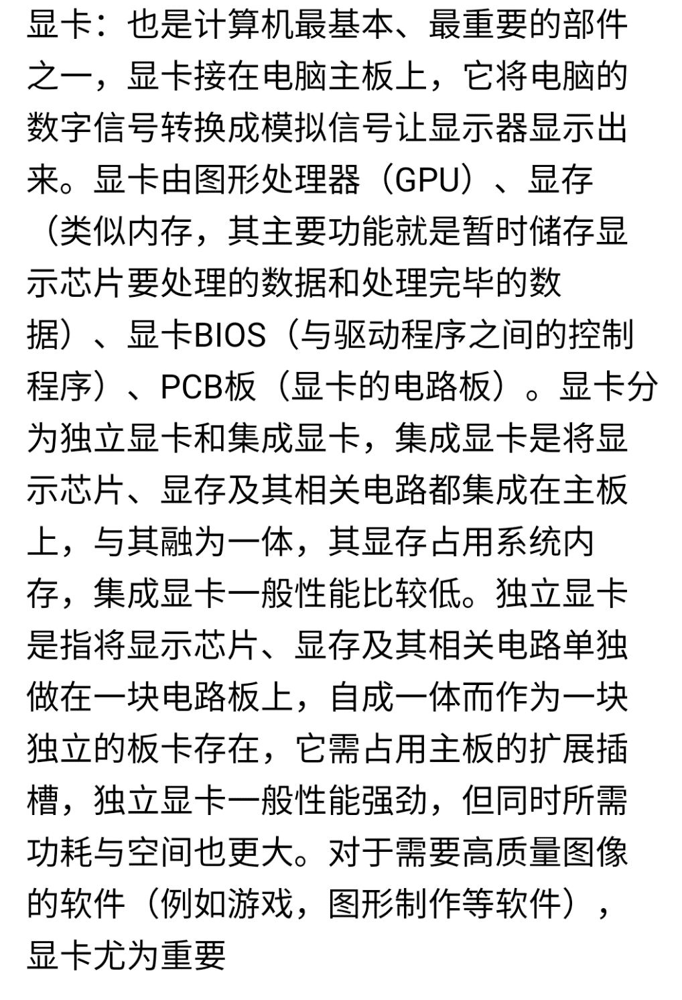 显卡：也是计算机最基本、最重要的部件
之一，显卡接在电脑主板上，它将电脑的
数字信号转换成模拟信号让显示器显示出
来。显卡由图形处理器（GPU）、显存
（类似内存，其主要功能就是暂时储存显
示芯片要处理的数据和处理完毕的数
据）、显卡BIOS（与驱动程序之间的控制
程序）、PCB板（显卡的电路板）。显卡分
为独立显卡和集成显卡，集成显卡是将显
示芯片、显存及其相关电路都集成在主板
上，与其融为一体，其显存占用系统内
存，集成显卡一般性能比较低。独立显卡
是指将显示芯片、显存及其相关电路单独
做在一块电路板上，自成一体而作为一块
独立的板卡存在，它需占用主板的扩展插
槽，独立显卡一般性能强劲，但同时所需
功耗与空间也更大。对于需要高质量图像
的软件（例如游戏，图形制作等软件），
显卡尤为重要